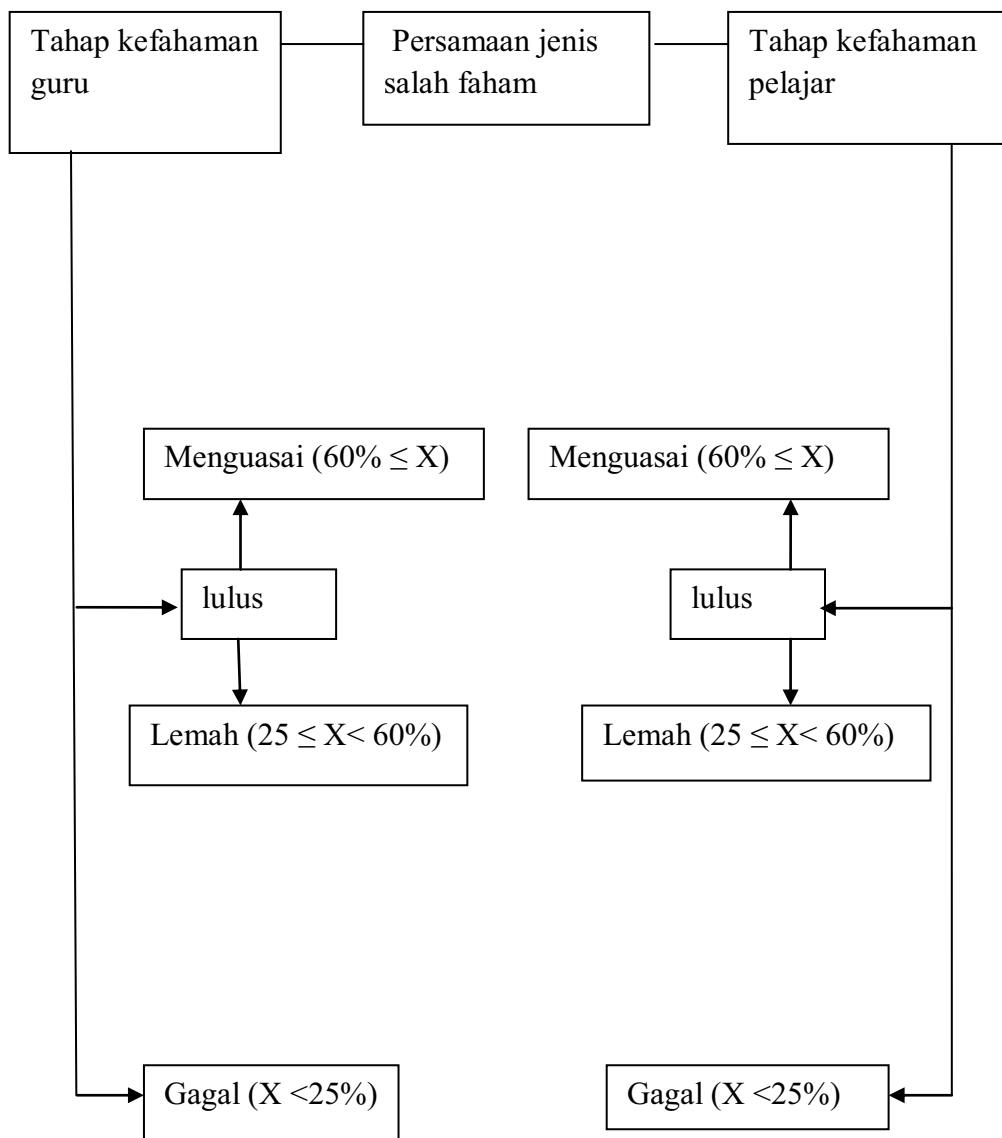 Tahap kefahaman
guru
Persamaan jenis
salah faham
Tahap kefahaman
pelajar
Menguasai (60% ≤ X)
Menguasai (60% ≤ X)
lulus
lulus
Lemah (25 ≤ X< 60%)
Lemah (25 ≤ X< 60%)
Gagal (X <25%)
Gagal (X <25%)